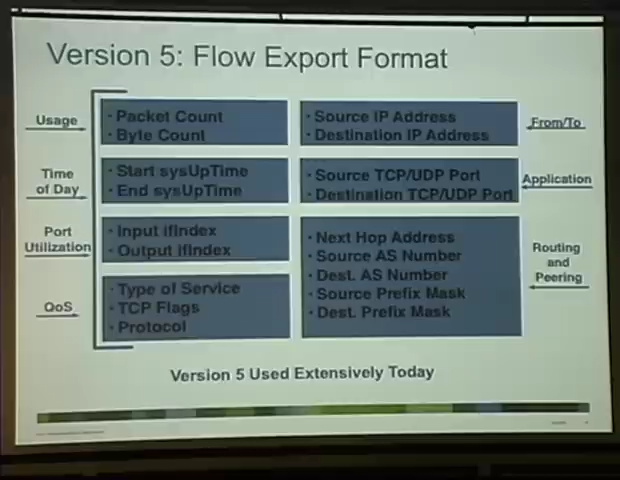 Version 5: Flow Export Format
Usage
· Packet Count
· Byte Count
· Source IP Address
· Destination IP Address
From/To
Time
of Day
· Start sysUpTime
· End sysUpTime
· Source TCP/UDP Port
· Destination TCP/UDP Port
Application
Port
Utilization
· Input ifIndex
· Output ifIndex
QoS
· Type of Service
· TCP Flags
· Protocol
· Next Hop Address
· Source AS Number
· Dest. AS Number
· Source Prefix Mask
· Dest. Prefix Mask
Routing
and
Peering
Version 5 Used Extensively Today